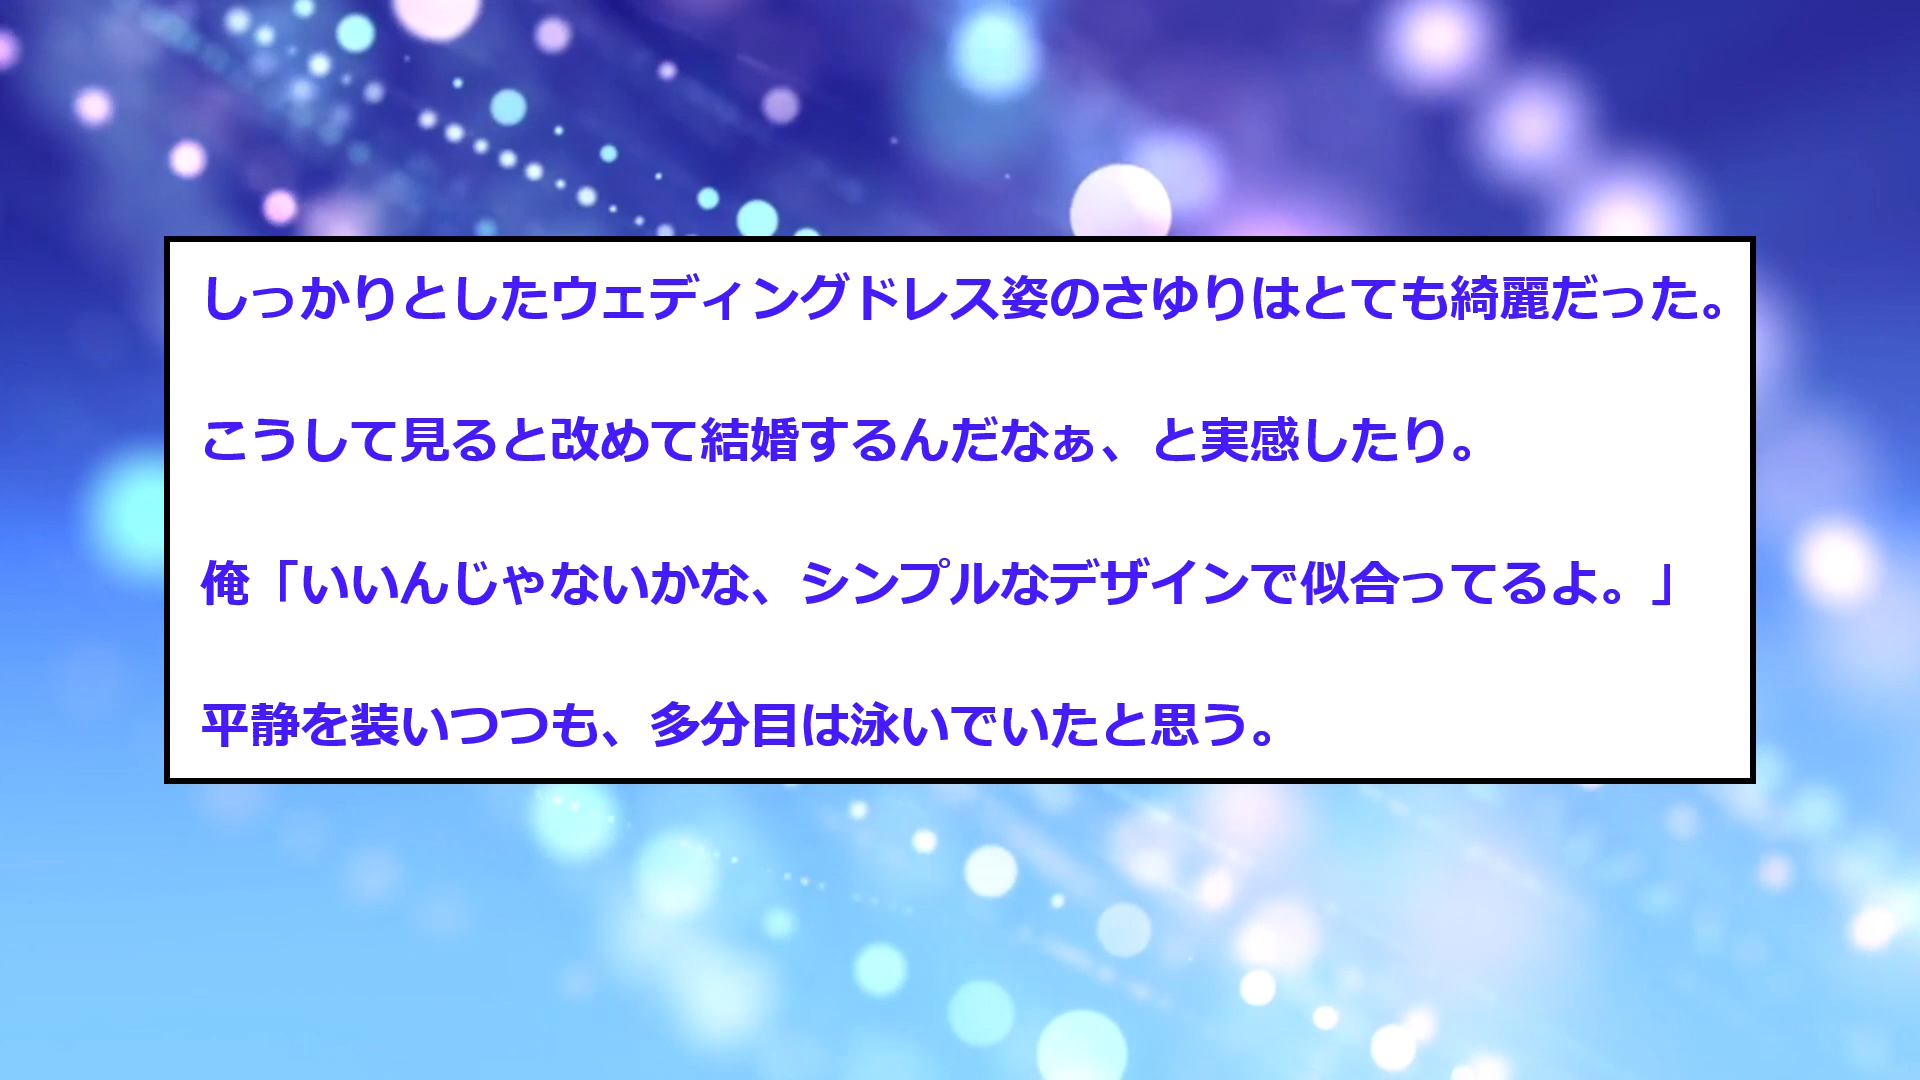 しっかりとしたウェディングドレス姿のさゆりはとても綺麗だった。
こうして見ると改めて結婚するんだなぁ、と実感したり。
俺「いいんじゃないかな、シンプルなデザインで似合ってるよ。」
平静を装いつつも、多分目は泳いでいたと思う。